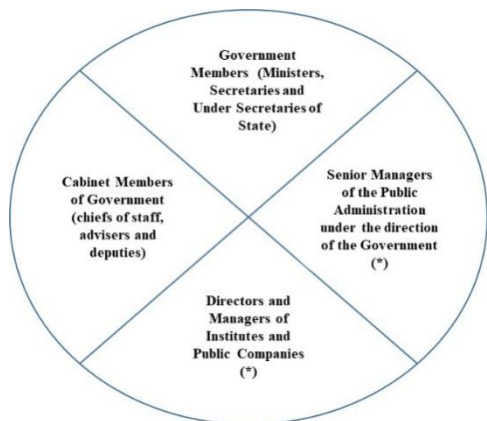 Government
Members (Ministers,
Secretaries and
Under Secretaries of
State)
Cabinet Members
of Government
(chiefs of staff,
advisers and
deputies)
Senior Managers
of the Public
Administration
under the direction
of the Government
(*)
Directors and
Managers of
Institutes and
Public Companies
(*)